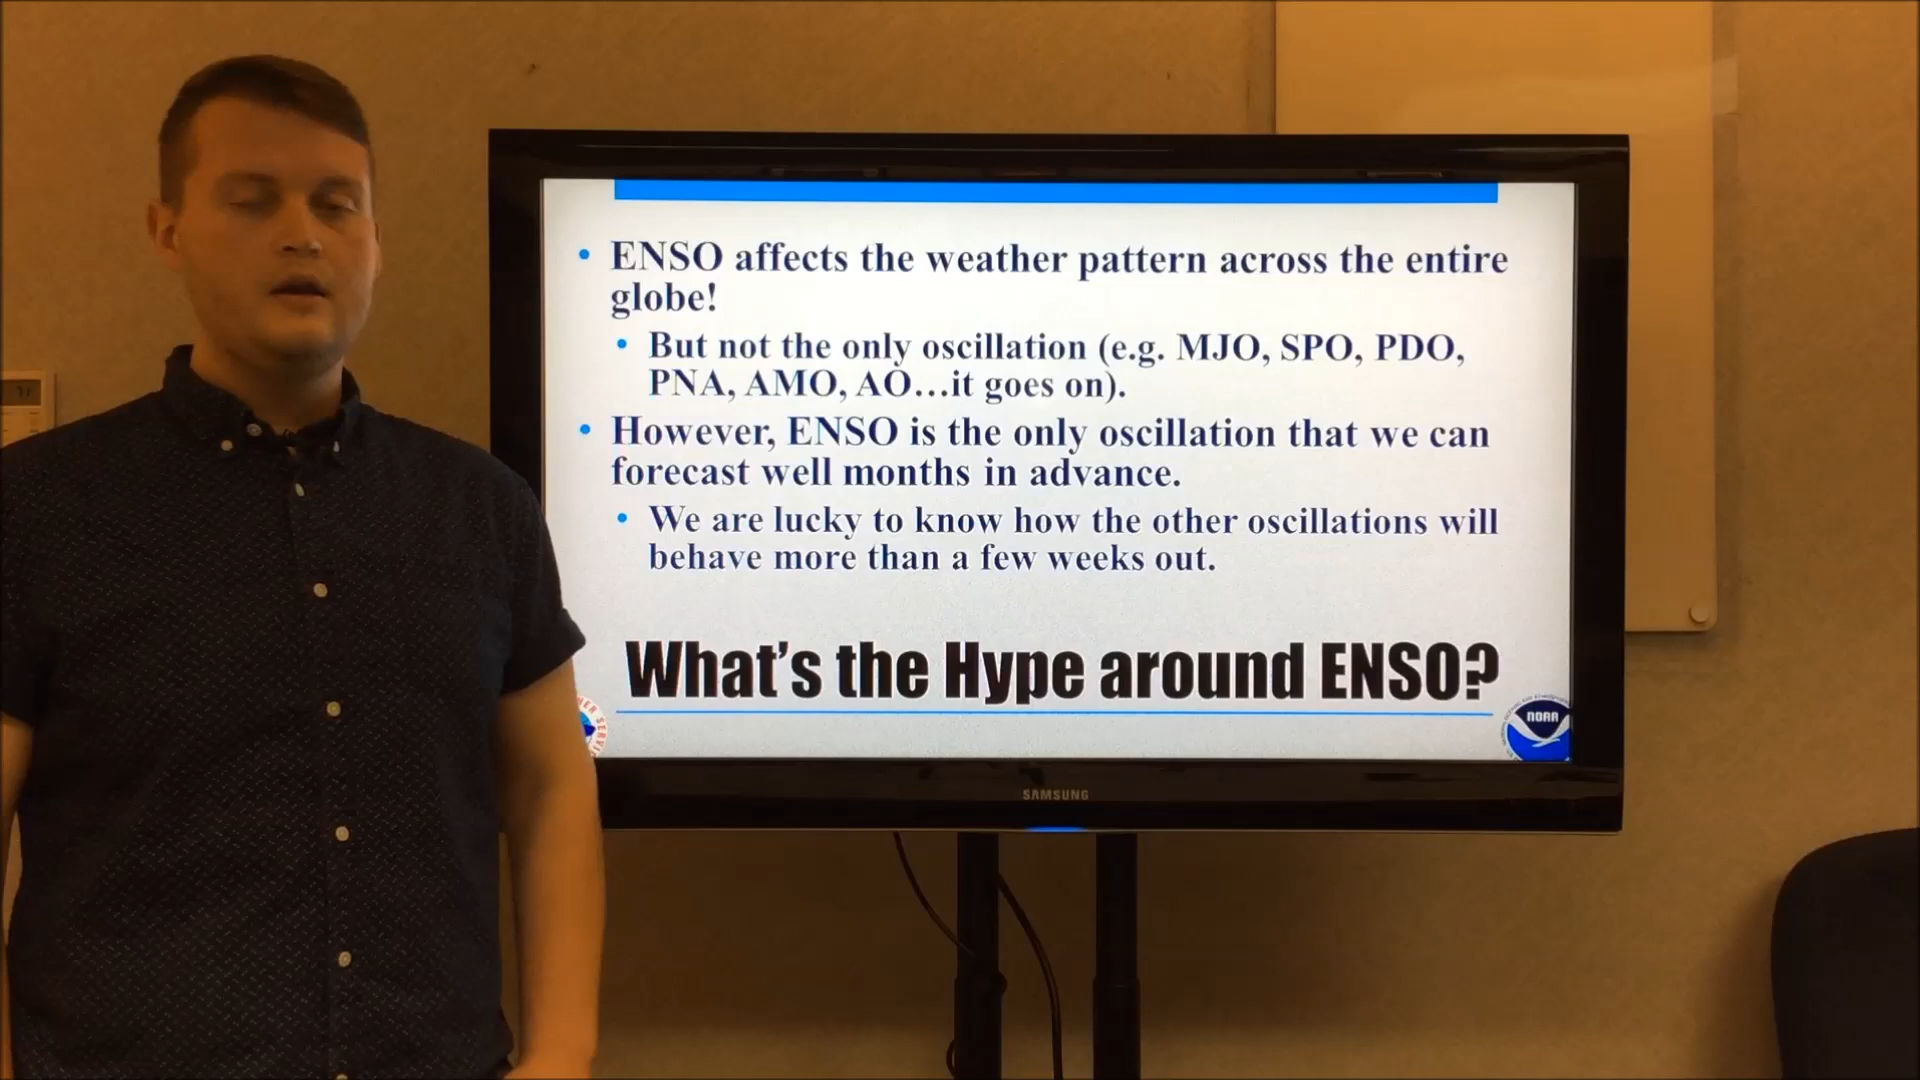 ENSO affects the weather pattern across the entire
globe!
But not the only oscillation (e.g. MJO, SPO, PDO,
PNA, AMO, AO...it goes on).
However, ENSO is the only oscillation that we can
forecast well months in advance.
We are lucky to know how the other oscillations will
behave more than a few weeks out.
What's the Hype around ENSO?
NOAA
SAMSUNG